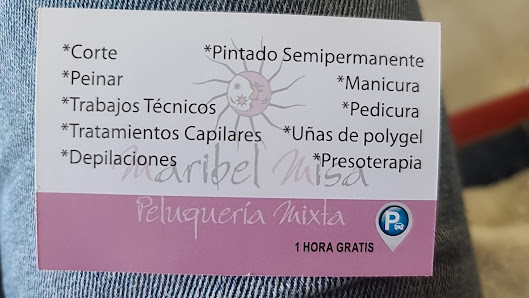 *Corte
*Peinar
*Trabajos Técnicos
*Tratamientos Capilares
*Depilaciones
*Pintado Semipermanente
*Manicura
*Pedicura
*Uñas de polygel
*Presoterapia
Maribel Misa
Peluquería Mixta
P
1 HORA GRATIS